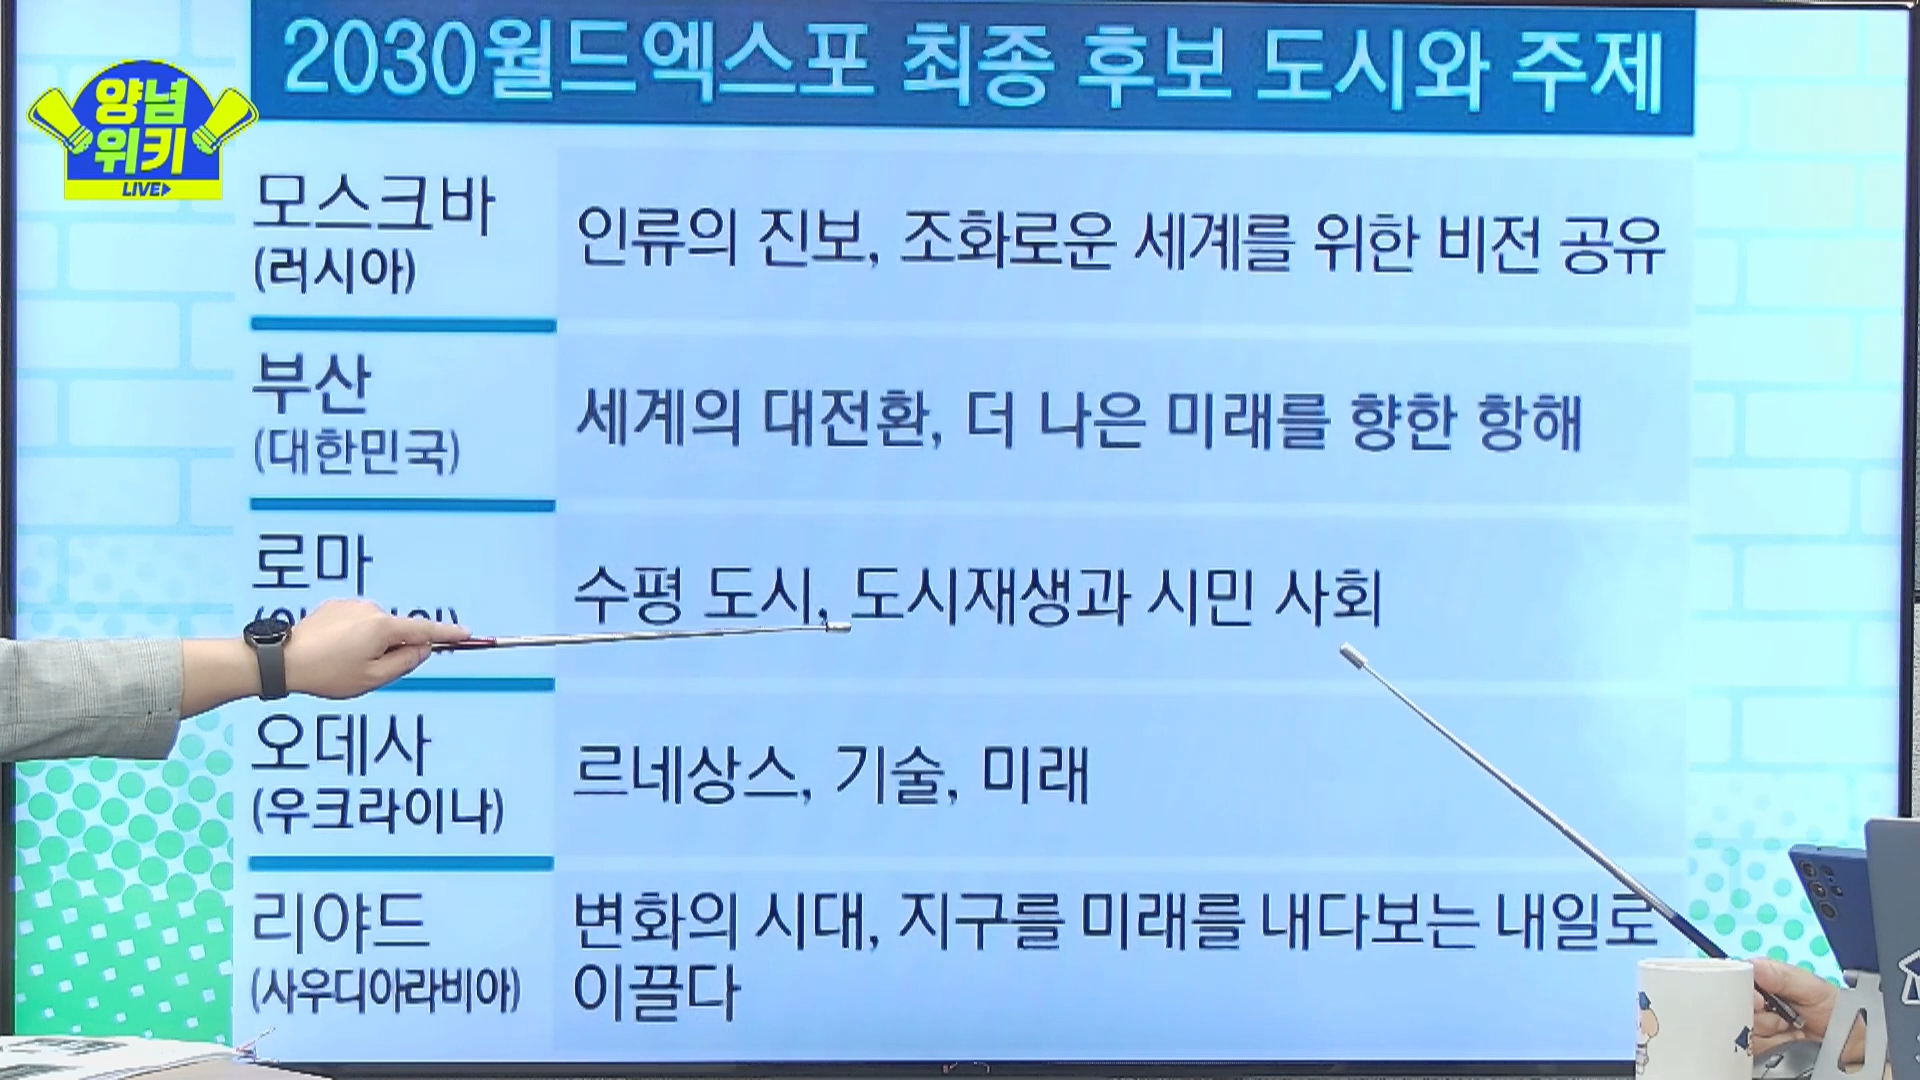 2030월드엑스포 최종 후보 도시와 주제
양념
위키
LIVE
모스크바
(러시아)
인류의 진보, 조화로운 세계를 위한 비전 공유
부산
(대한민국)
세계의 대전환, 더 나은 미래를 향한 항해
로마
수평 도시, 도시재생과 시민 사회
오데사
(우크라이나)
르네상스, 기술, 미래
리야드
(사우디아라비아)
변화의 시대, 지구를 미래를 내다보는 내일로
이끌다